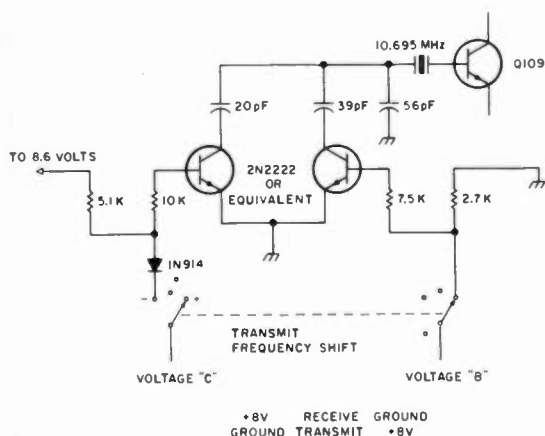 10.695 MHz
Q109
20pF
39pF
56pF
TO 8.6 VOLTS
2N2222
OR
EQUIVALENT
5.1K
10K
7.5K
2.7K
1N914
-
+
TRANSMIT
FREQUENCY SHIFT
VOLTAGE "C"
VOLTAGE "B"
+8V RECEIVE GROUND
GROUND TRANSMIT +8V